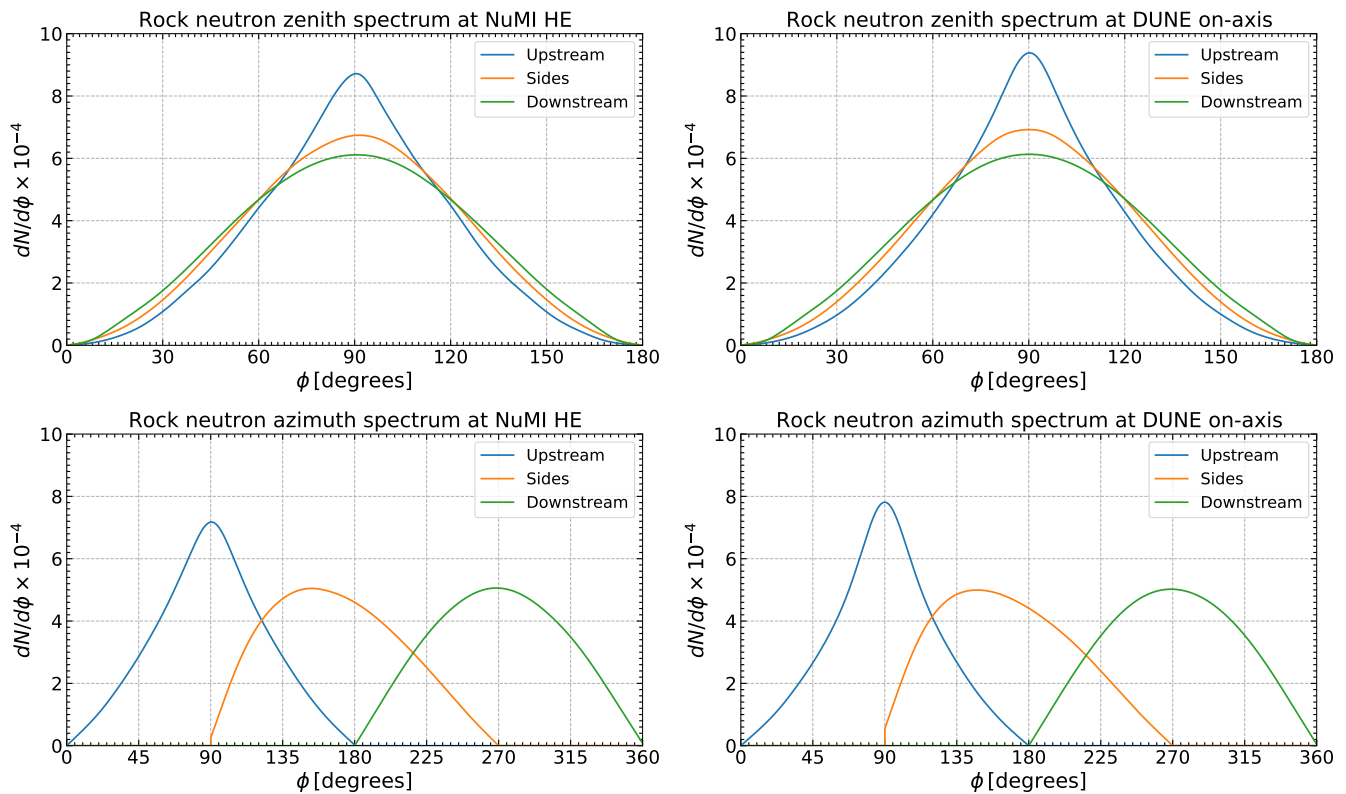 Rock neutron zenith spectrum at NuMI HE
10
8
6
4
2
0
dN/dϕ × 10⁻⁴
Upstream
Sides
Downstream
0 30 60 90 120 150 180
ϕ [degrees]
Rock neutron zenith spectrum at DUNE on-axis
10
8
6
4
2
0
dN/dϕ × 10⁻⁴
Upstream
Sides
Downstream
0 30 60 90 120 150 180
ϕ [degrees]
Rock neutron azimuth spectrum at NuMI HE
10
8
6
4
2
0
dN/dϕ × 10⁻⁴
Upstream
Sides
Downstream
0 45 90 135 180 225 270 315 360
ϕ [degrees]
Rock neutron azimuth spectrum at DUNE on-axis
10
8
6
4
2
0
dN/dϕ × 10⁻⁴
Upstream
Sides
Downstream
0 45 90 135 180 225 270 315 360
ϕ [degrees]